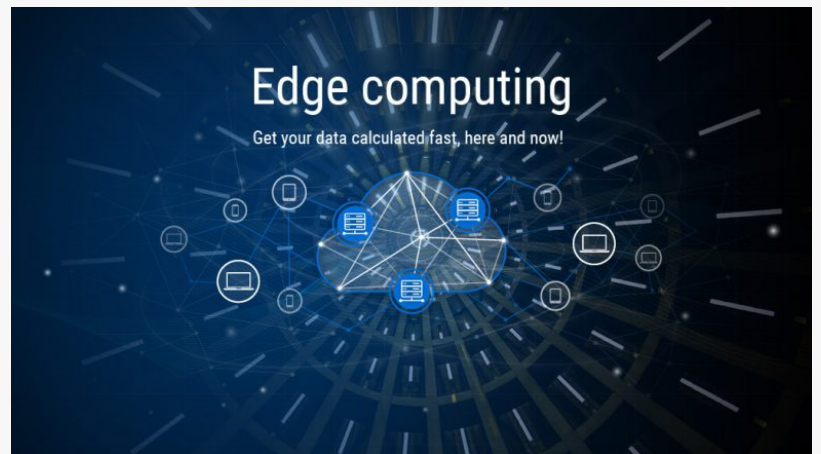 Edge computing
Get your data calculated fast, here and now!